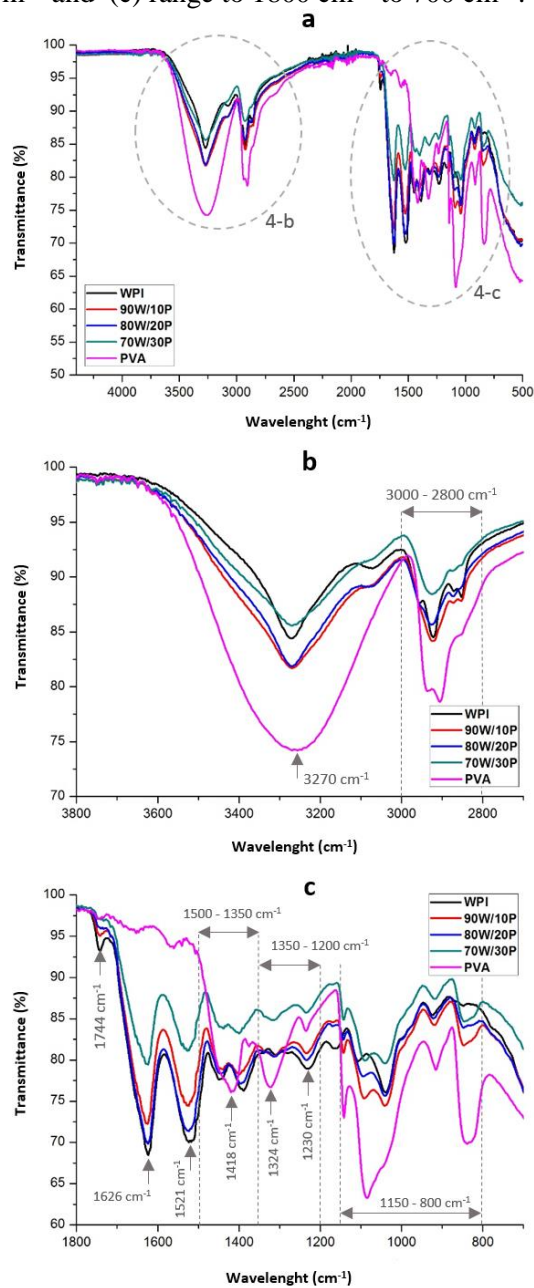 m⁻¹ and (c) range to 1800 cm⁻¹ to 700 cm⁻¹.
a
100
95
90
85
80
75
70
65
60
55
50
Transmittance (%)
4-b
4-c
WPI
90W/10P
80W/20P
70W/30P
PVA
4000 3500 3000 2500 2000 1500 1000 500
Wavelenght (cm-1)
b
100
95
90
85
80
75
70
Transmittance (%)
3000 - 2800 cm-1
3270 cm-1
WPI
90W/10P
80W/20P
70W/30P
PVA
3800 3600 3400 3200 3000 2800
Wavelenght (cm-1)
c
100
95
90
85
80
75
70
65
60
Transmittance (%)
1500 - 1350 cm-1
1350 - 1200 cm-1
WPI
90W/10P
80W/20P
70W/30P
PVA
1744 cm-1
1626 cm-1
1521 cm-1
1418 cm-1
1324 cm-1
1230 cm-1
1150 - 800 cm-1
1800 1600 1400 1200 1000 800
Wavelenght (cm-1)